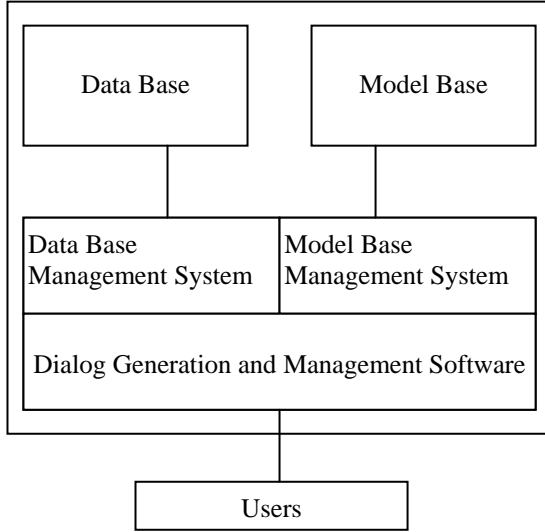 Data Base
Model Base
Data Base
Management System
Model Base
Management System
Dialog Generation and Management Software
Users